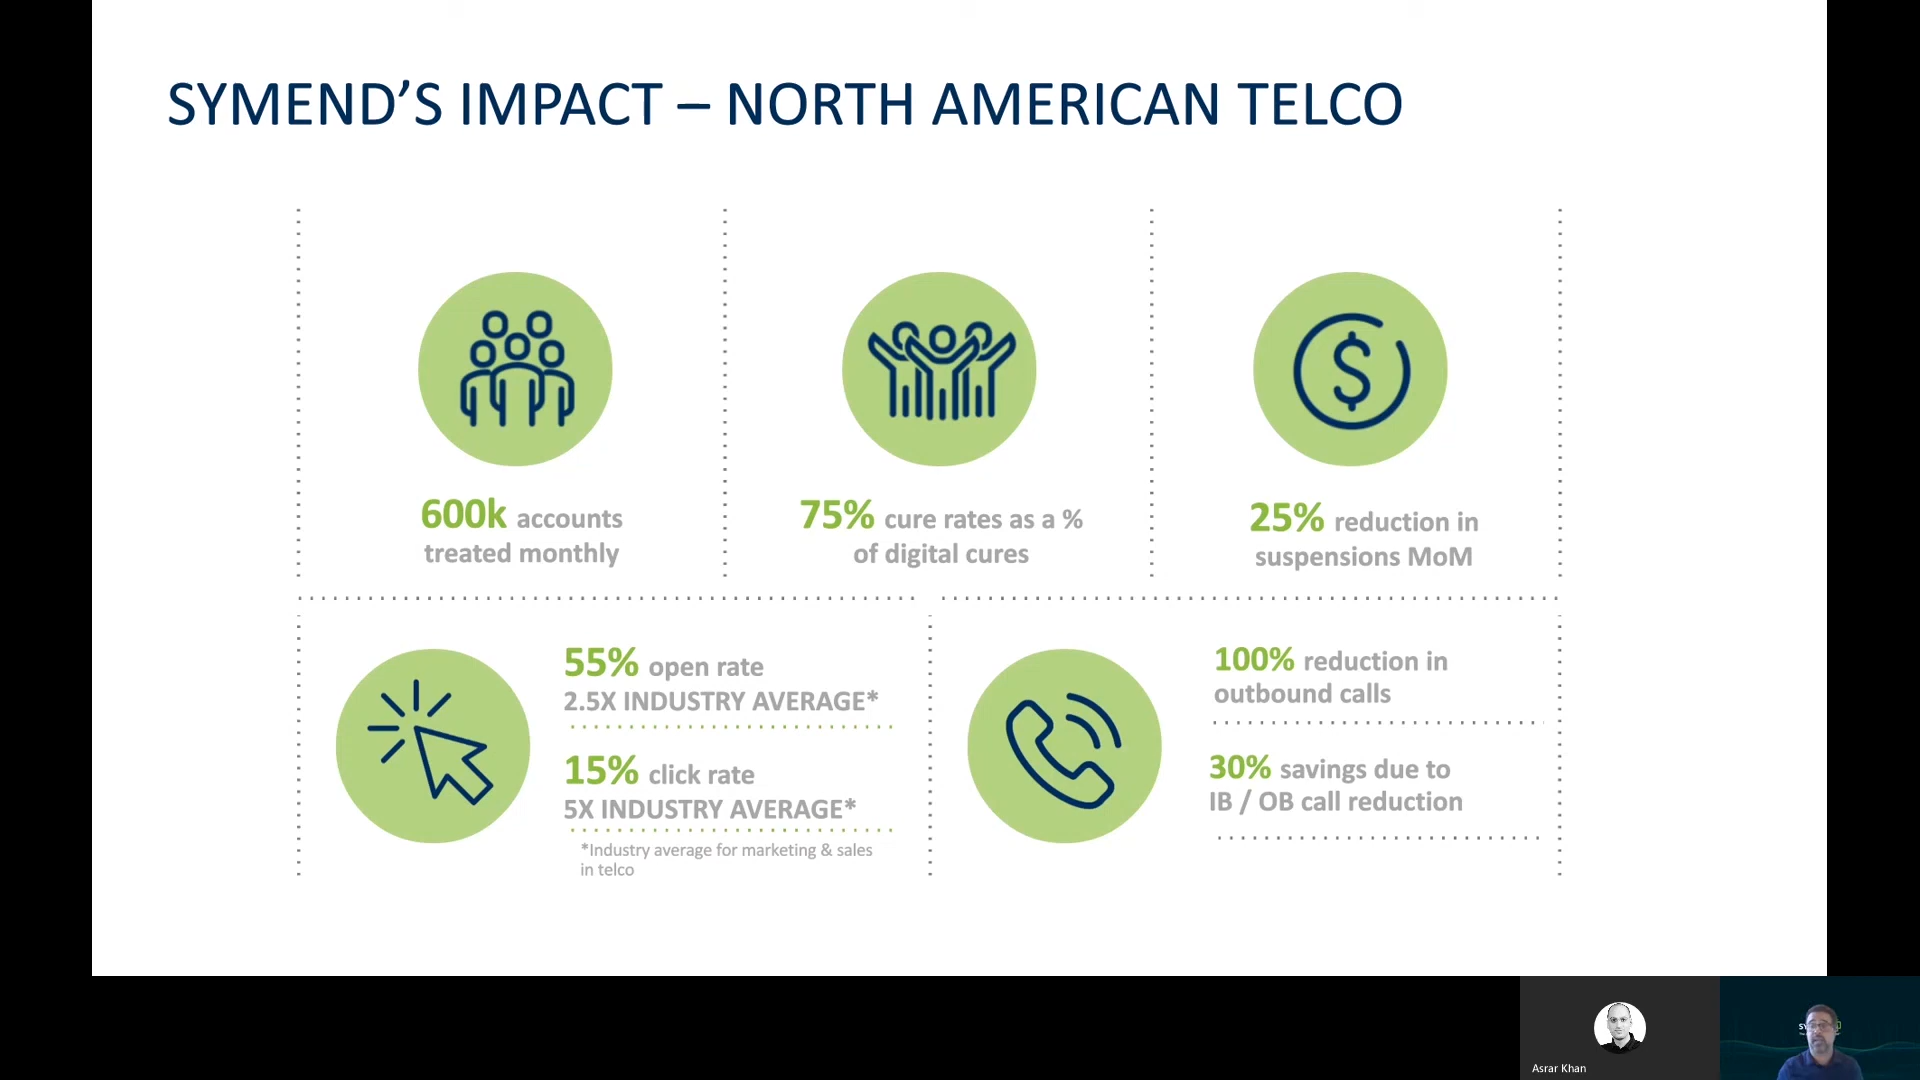 SYMEND’S IMPACT – NORTH AMERICAN TELCO
600k accounts
treated monthly
75% cure rates as a %
of digital cures
25% reduction in
suspensions MoM
55% open rate
2.5X INDUSTRY AVERAGE*
15% click rate
5X INDUSTRY AVERAGE*
*Industry average for marketing & sales
in telco
100% reduction in
outbound calls
30% savings due to
IB / OB call reduction
Asrar Khan